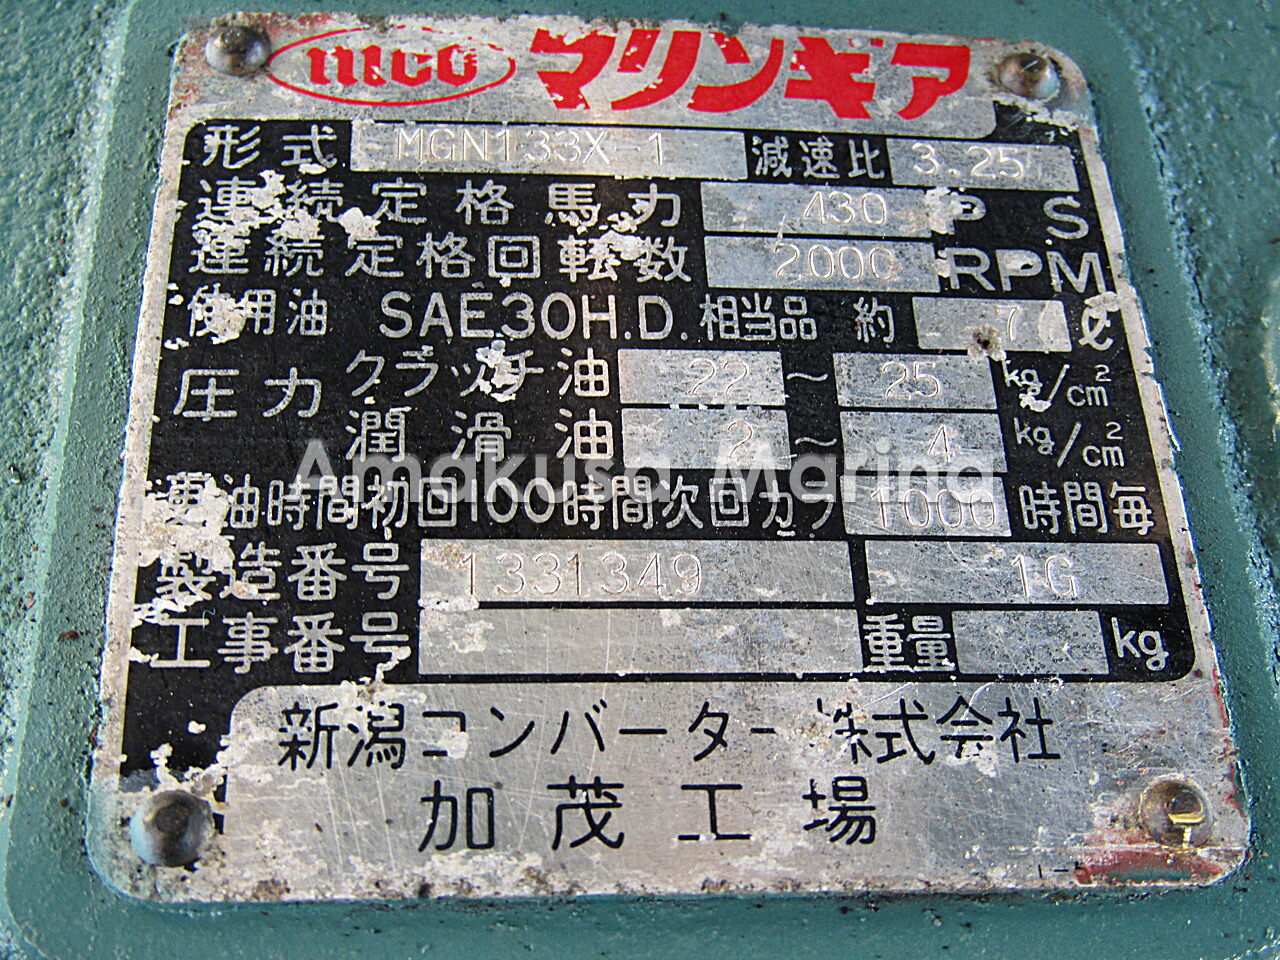 nico マリンギア
形式 MGN133X-1 減速比 3.25
連続定格馬力 430 PS
連続定格回転数 2000 RPM
使用油 SAE30H.D.相当品 約 ℓ
圧力 クラッチ油 22 ~ 25 kg/cm²
潤滑油 2 ~ 4 kg/cm²
Amakusa Marina
更油時間初回100時間次回カラ 1000 時間毎
製造番号 1331349 1G
工事番号 重量 kg
新潟コンバーター株式会社
加茂工場